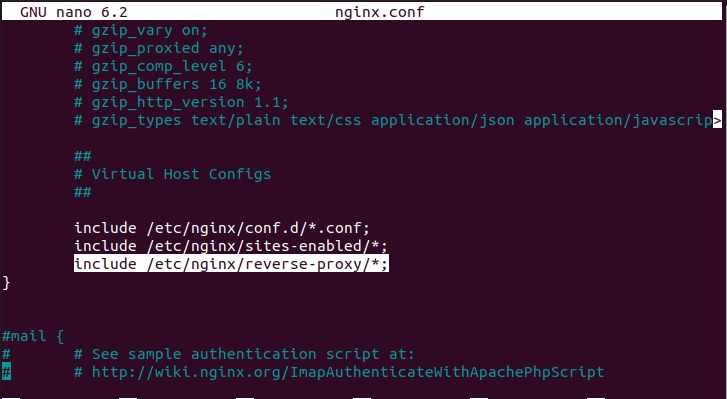 GNU nano 6.2 nginx.conf
# gzip_vary on;
# gzip_proxied any;
# gzip_comp_level 6;
# gzip_buffers 16 8k;
# gzip_http_version 1.1;
# gzip_types text/plain text/css application/json application/javascrip>
##
# Virtual Host Configs
##
include /etc/nginx/conf.d/*.conf;
include /etc/nginx/sites-enabled/*;
include /etc/nginx/reverse-proxy/*;
}
#mail {
# # See sample authentication script at:
# # http://wiki.nginx.org/ImapAuthenticateWithApachePhpScript